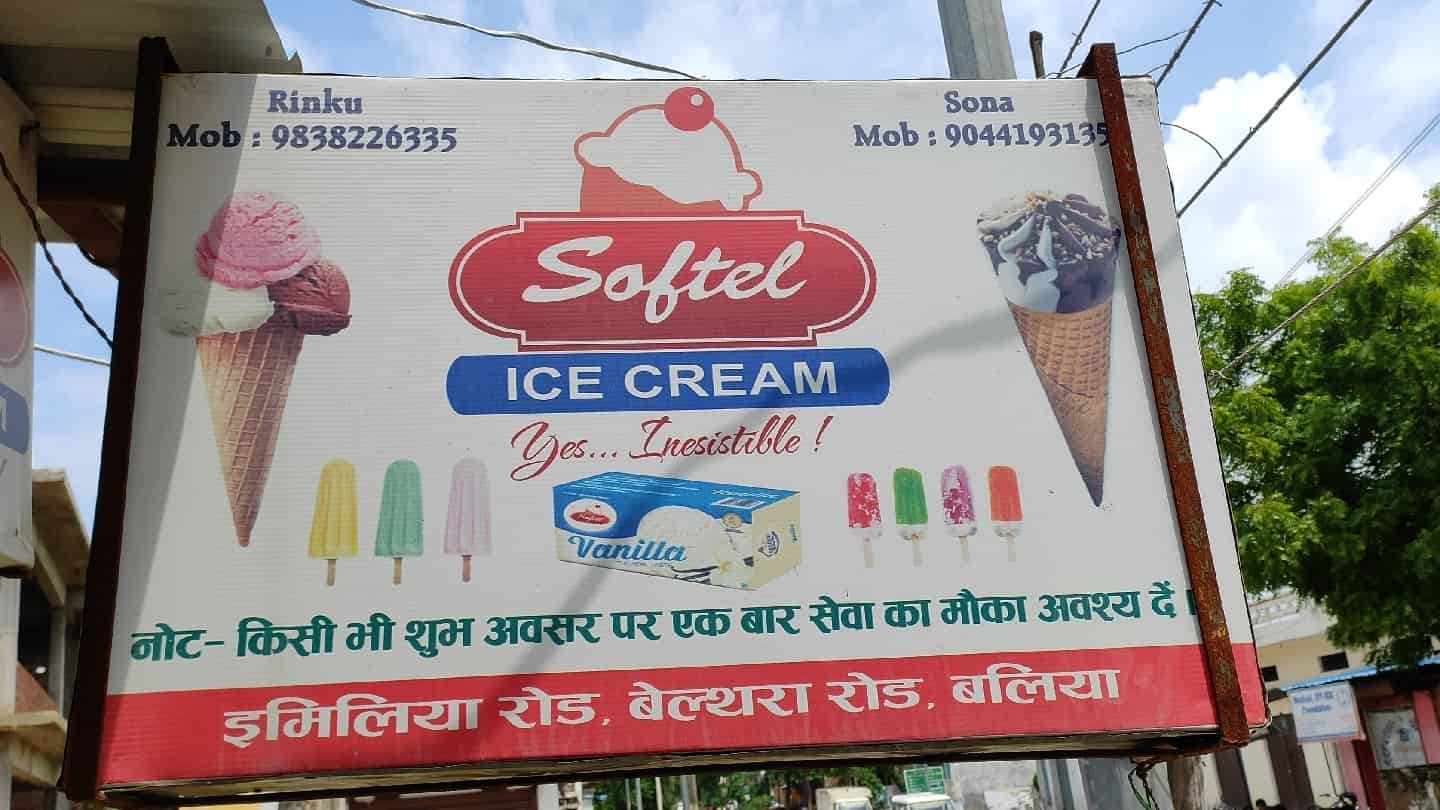 Rinku
Mob : 9838226335
Sona
Mob : 9044193135
Softel
ICE CREAM
Yes... Inesistible !
Softel
Vanilla
नोट- किसी भी शुभ अवसर पर एक बार सेवा का मौका अवश्य दें ।
इमिलिया रोड, बेल्थरा रोड, बलिया